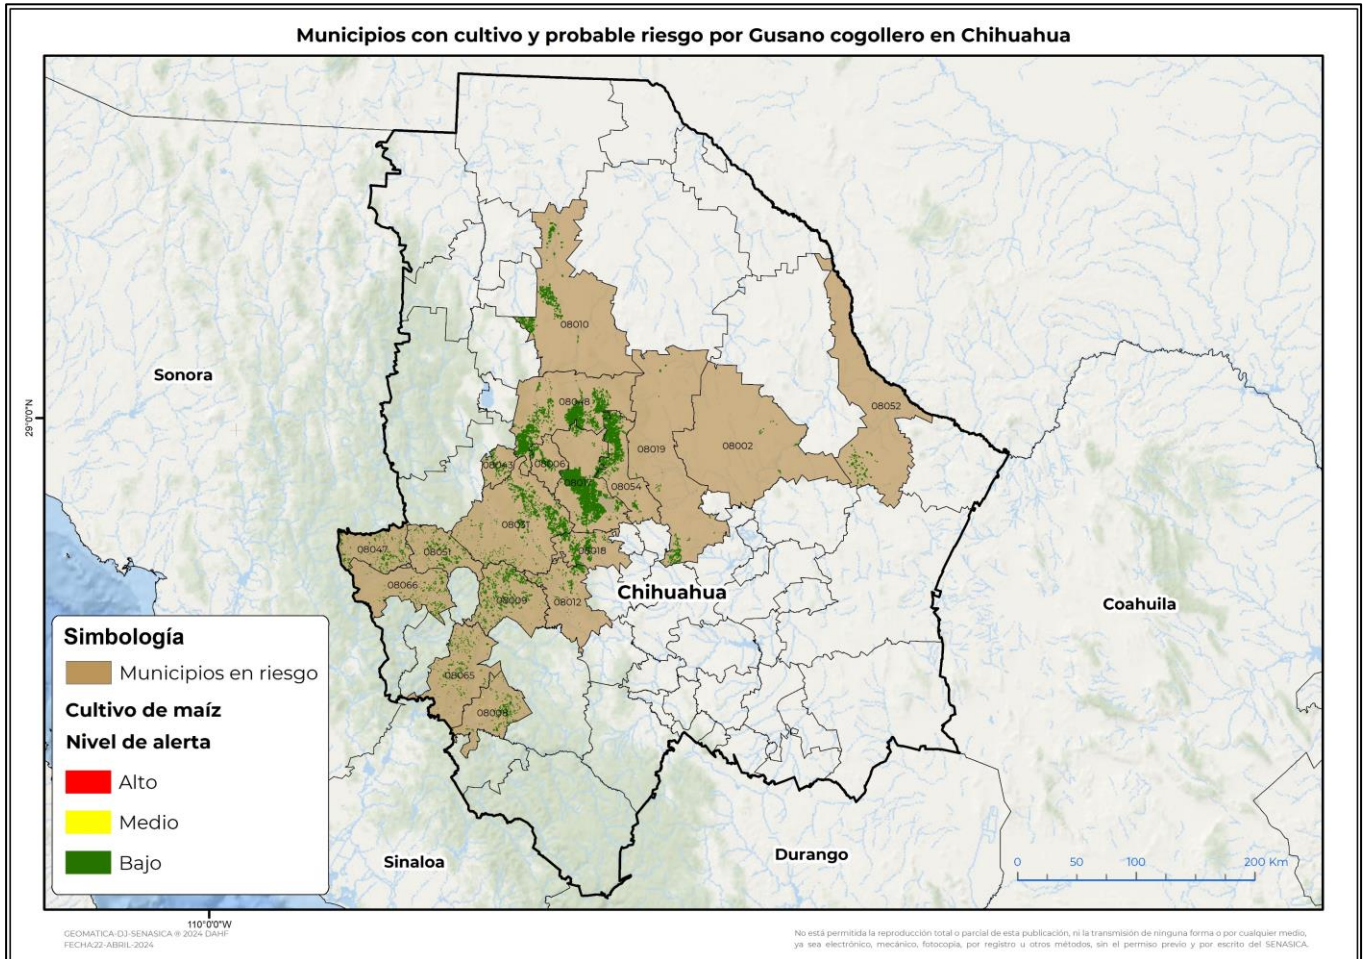 Municipios con cultivo y probable riesgo por Gusano cogollero en Chihuahua
08010
Sonora
08052
29°0'0"N
08048
08002
08019
08006
08063
08017
08054
08031
08047
08051
08018
08066
08009
08012
Chihuahua
Coahuila
08065
08008
Simbología
Municipios en riesgo
Cultivo de maíz
Nivel de alerta
Alto
Medio
Bajo
Sinaloa
Durango
0 50 100 200 Km
110°0'0"W
GEOMATICA-DJ-SENASICA ® 2024 DAHF
FECHA:22-ABRIL-2024
No está permitida la reproducción total o parcial de esta publicación, ni la transmisión de ninguna forma o por cualquier medio,
ya sea electrónico, mecánico, fotocopia, por registro u otros métodos, sin el permiso previo y por escrito del SENASICA.